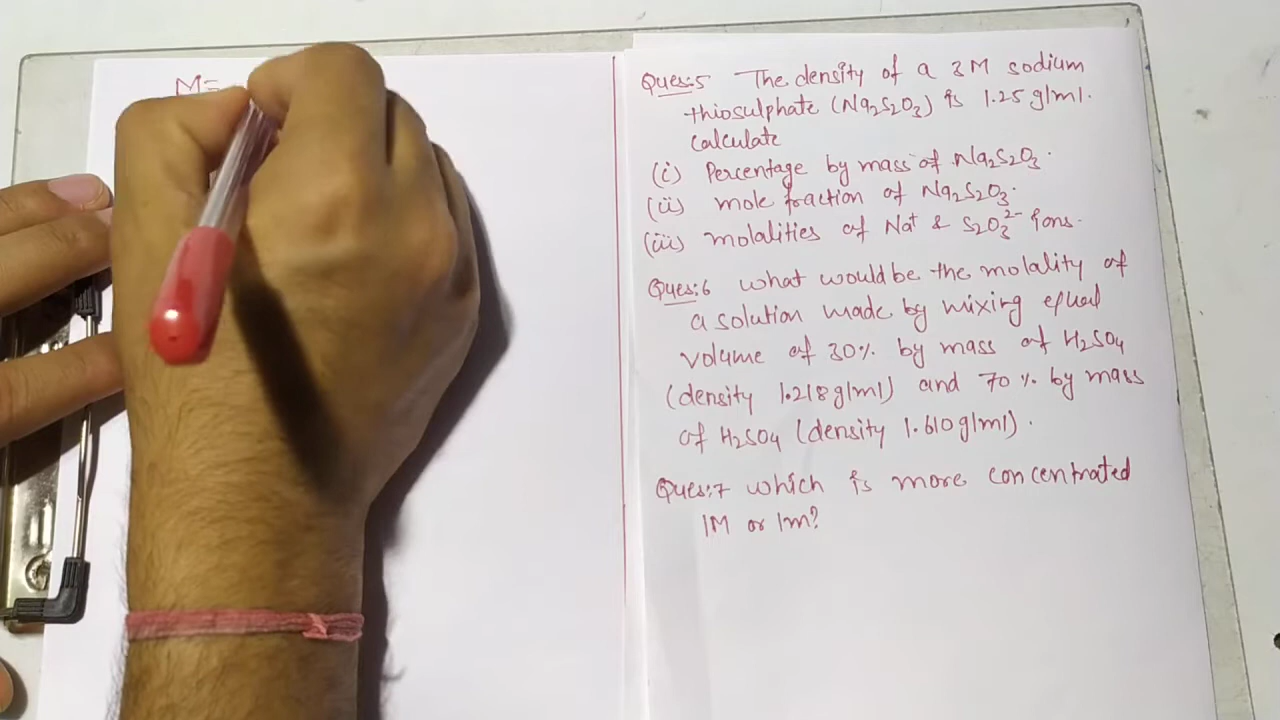 M=
Ques:5 The density of a 3M sodium
thiosulphate (Na2S2O3) is 1.25 g/ml.
calculate
(i) Percentage by mass of Na2S2O3.
(ii) mole fraction of Na2S2O3.
(iii) molalities of Na+ & S2O3 2- ions.
Ques:6 what would be the molality of
a solution made by mixing equal
volume of 30% by mass of H2SO4
(density 1.218 g/ml) and 70% by mass
of H2SO4 (density 1.610 g/ml).
Ques:7 which is more concentrated
1M or 1m?